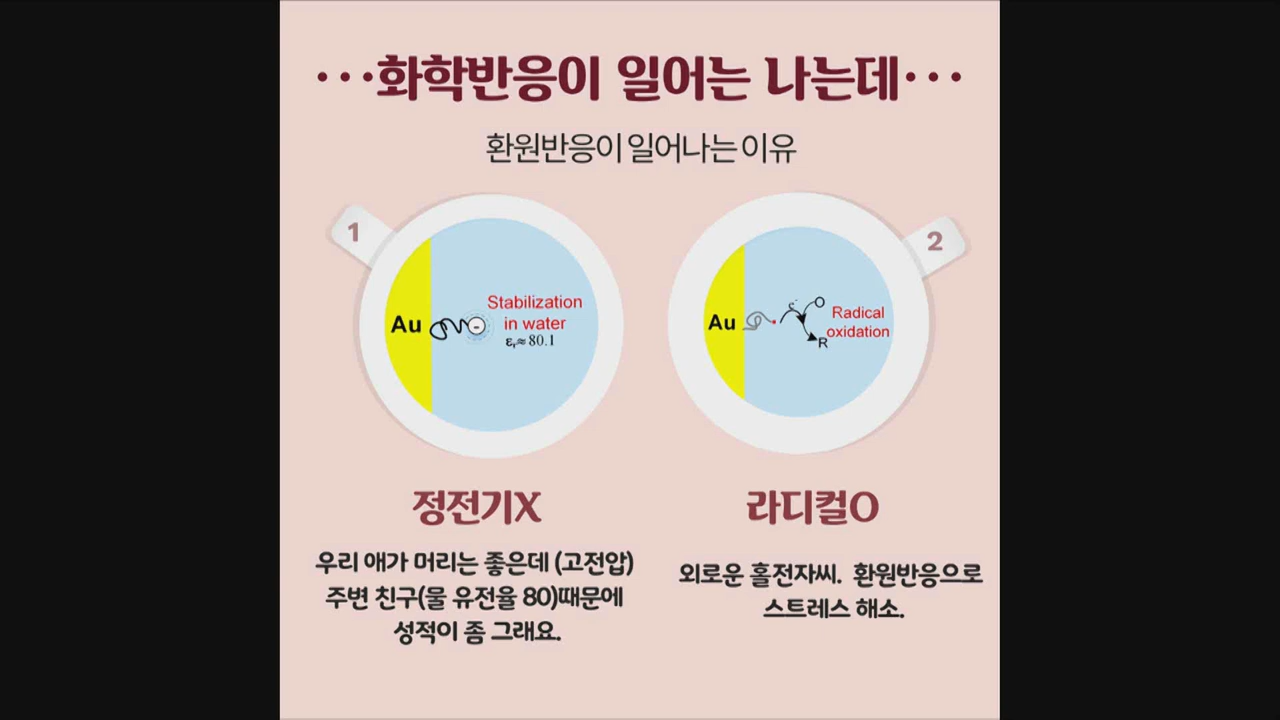 ···화학반응이 일어는 나는데···
환원반응이 일어나는 이유
1
2
Au
Stabilization
in water
εᵣ≈ 80.1
Au
e⁻
O
R
Radical
oxidation
정전기X
우리 애가 머리는 좋은데 (고전압)
주변 친구(물 유전율 80)때문에
성적이 좀 그래요.
라디컬O
외로운 홀전자씨. 환원반응으로
스트레스 해소.